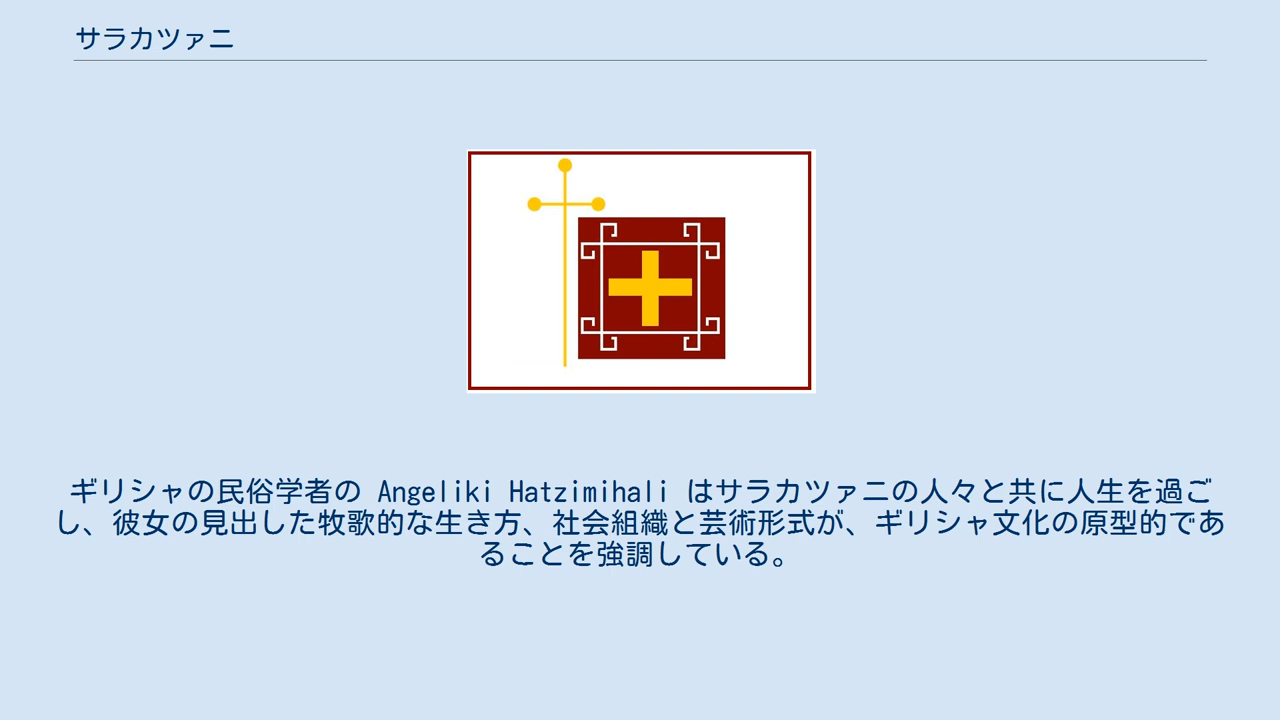 サラカツァニ
ギリシャの民俗学者の Angeliki Hatzimihali はサラカツァニの人々と共に人生を過ご
し、彼女の見出した牧歌的な生き方、社会組織と芸術形式が、ギリシャ文化の原型的であ
ることを強調している。